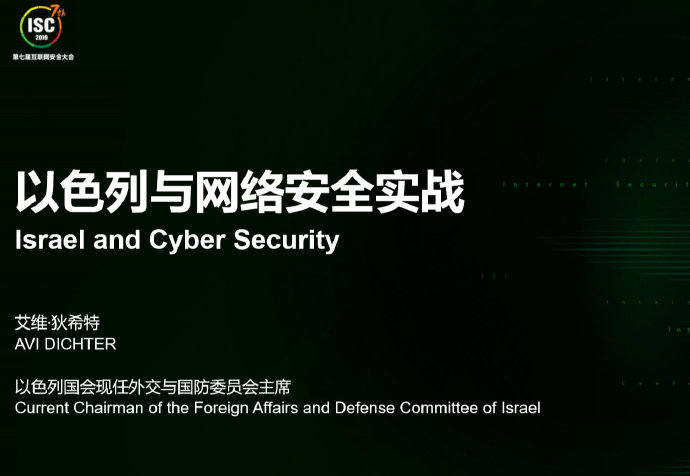 ISC
7th
2019
第七届互联网安全大会
以色列与网络安全实战
Israel and Cyber Security
Internet Securit
ISC
艾维·狄希特
AVI DICHTER
以色列国会现任外交与国防委员会主席
Current Chairman of the Foreign Affairs and Defense Committee of Israel